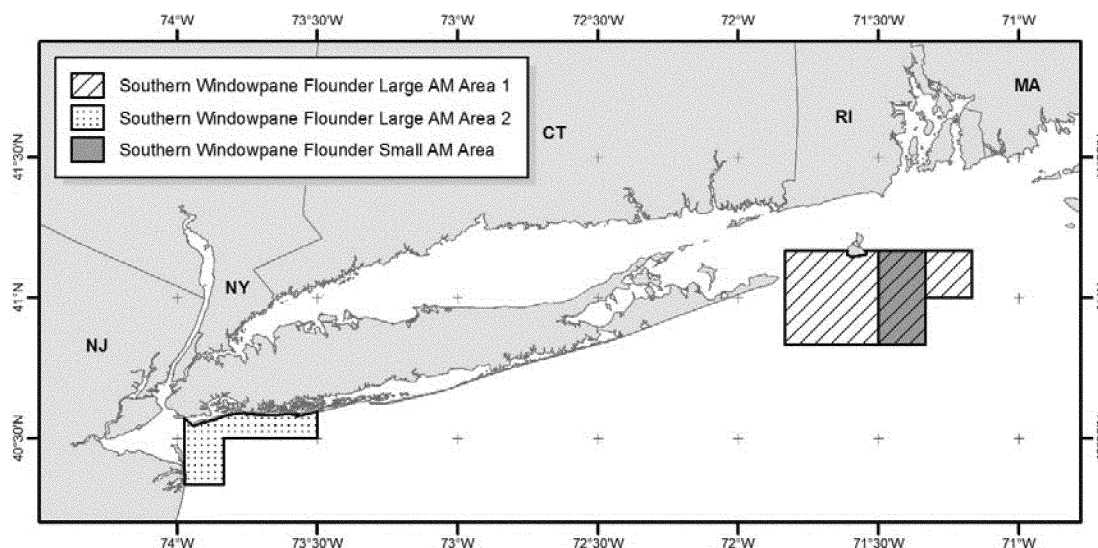 74°W 73°30'W 73°W 72°30'W 72°W 71°30'W 71°W
Southern Windowpane Flounder Large AM Area 1
Southern Windowpane Flounder Large AM Area 2
Southern Windowpane Flounder Small AM Area
MA
RI
CT
41°30'N
NY
41°N
NJ
40°30'N
74°W 73°30'W 73°W 72°30'W 72°W 71°30'W 71°W